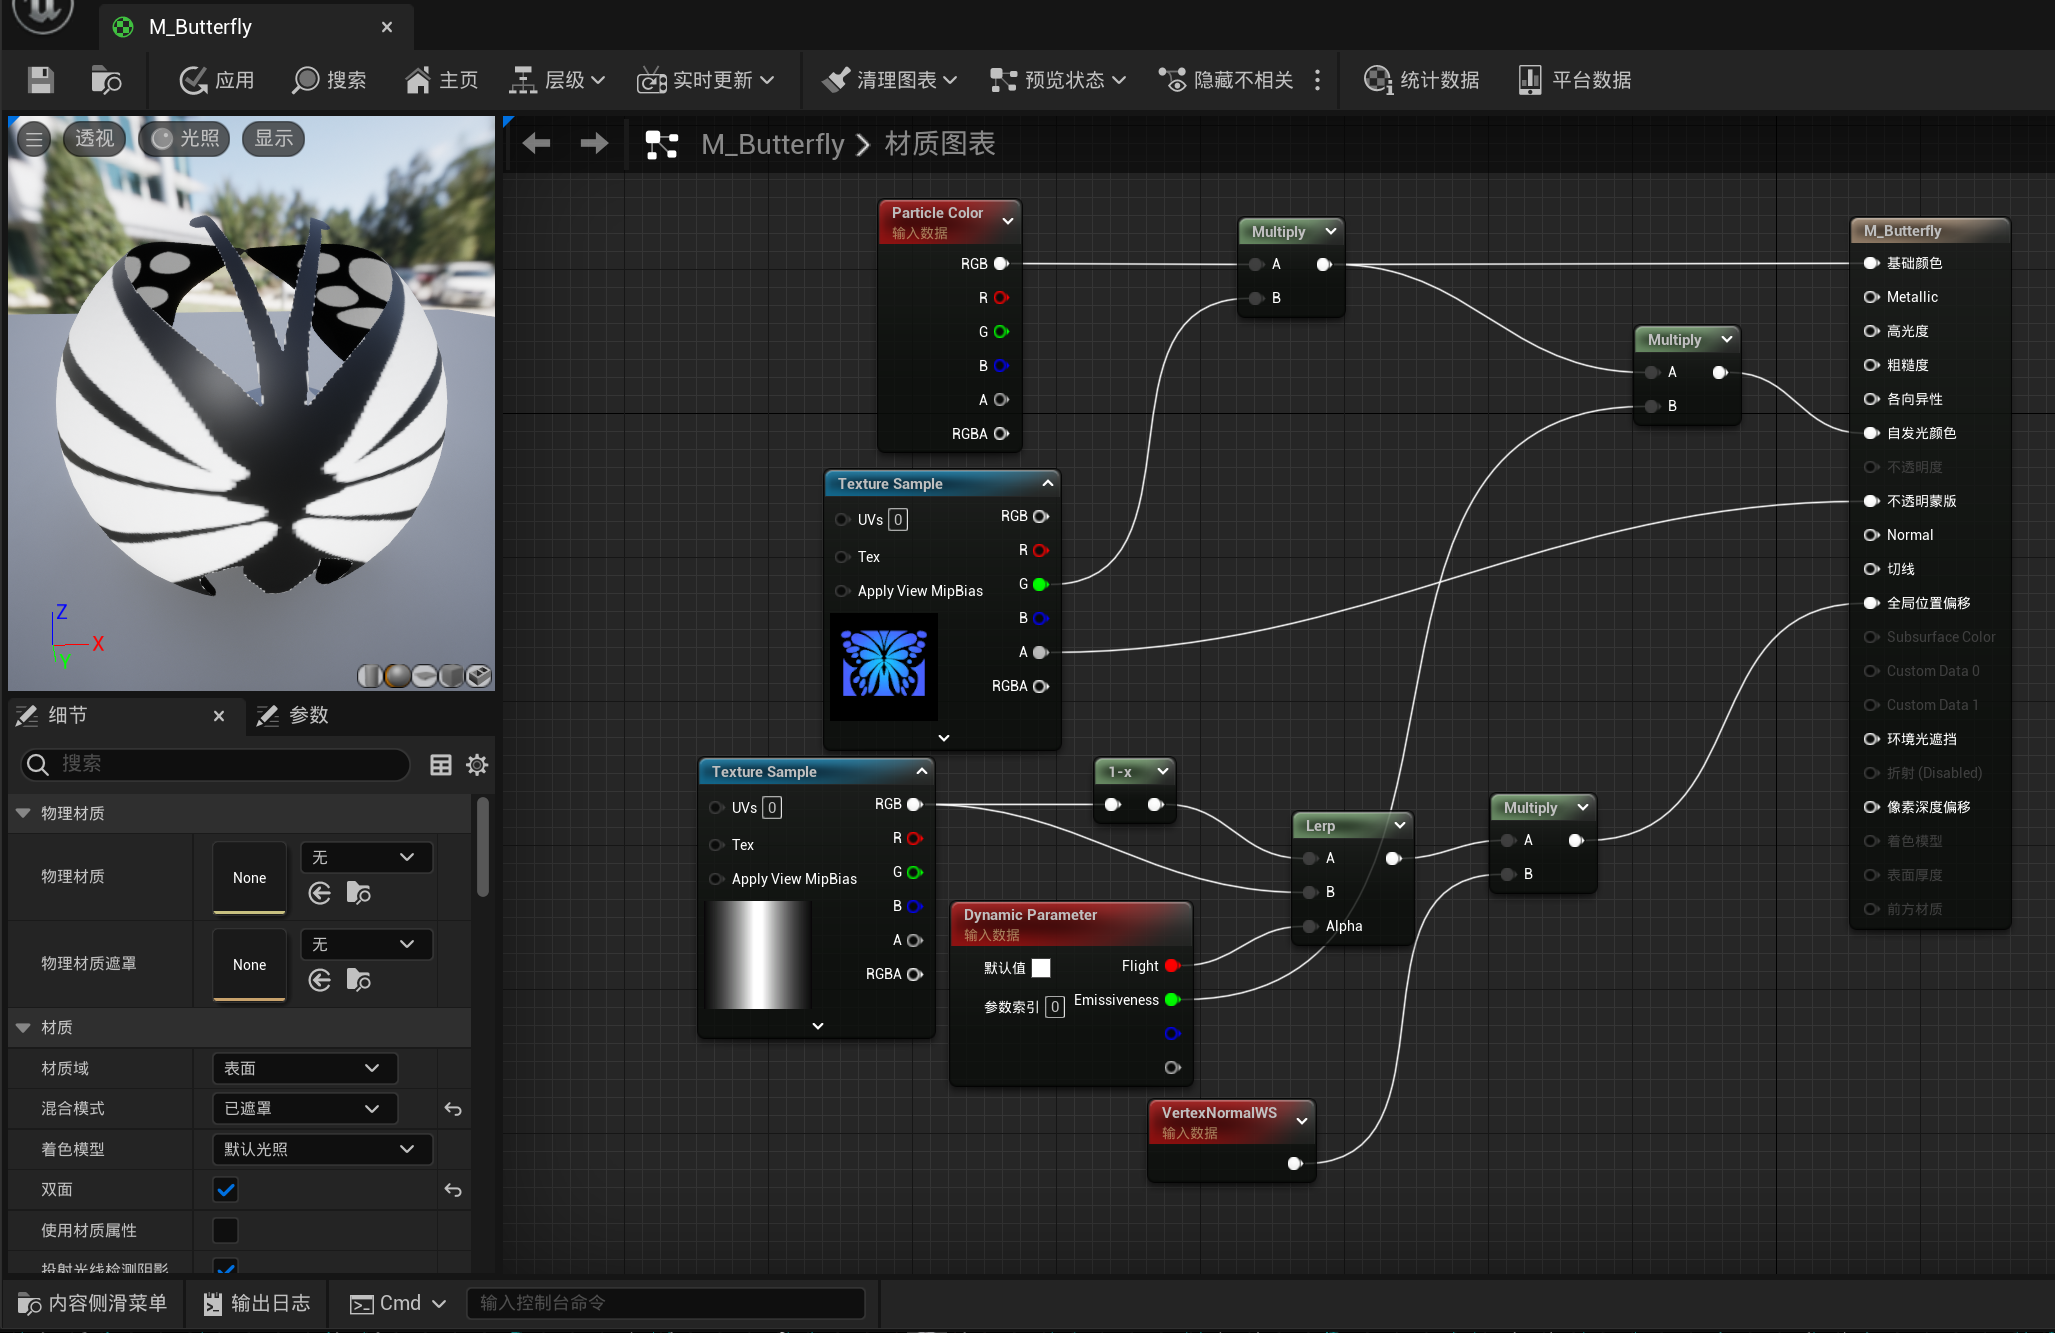 M_Butterfly
应用
搜索
主页
层级
实时更新
清理图表
预览状态
隐藏不相关
统计数据
平台数据
透视
光照
显示
Z
X
Y
M_Butterfly
材质图表
Particle Color
输入数据
RGB
R
G
B
A
RGBA
Multiply
A
B
Multiply
A
B
Texture Sample
UVs 0
Tex
Apply View MipBias
RGB
R
G
B
A
RGBA
Texture Sample
UVs 0
Tex
Apply View MipBias
RGB
R
G
B
A
RGBA
1-x
Lerp
A
B
Alpha
Multiply
A
B
Dynamic Parameter
输入数据
默认值
Flight
参数索引 0
Emissiveness
VertexNormalWS
输入数据
M_Butterfly
基础颜色
Metallic
高光度
粗糙度
各向异性
自发光颜色
不透明度
不透明蒙版
Normal
切线
全局位置偏移
Subsurface Color
Custom Data 0
Custom Data 1
环境光遮挡
折射 (Disabled)
像素深度偏移
着色模型
表面厚度
前方材质
细节
参数
搜索
物理材质
物理材质
None
无
物理材质遮罩
None
无
材质
材质域
表面
混合模式
已遮罩
着色模型
默认光照
双面
使用材质属性
投射光线检测阴影
内容侧滑菜单
输出日志
Cmd
输入控制台命令